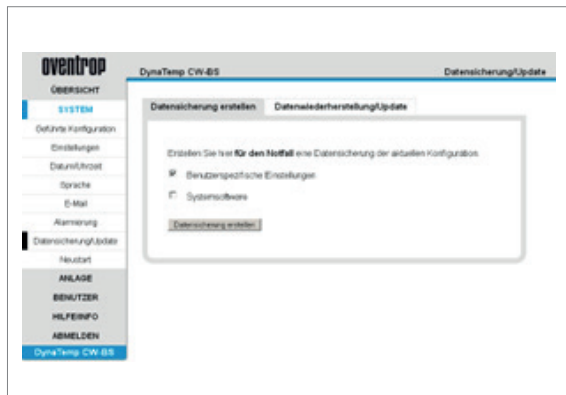 oventrop
DynaTemp CW-BS
Datensicherung/Update
ÜBERSICHT
SYSTEM
Geführte Konfiguration
Einstellungen
Datum/Uhrzeit
Sprache
E-Mail
Alarmierung
Datensicherung/Update
Neustart
ANLAGE
BENUTZER
HILFE/INFO
ABMELDEN
DynaTemp CW-BS
Datensicherung erstellen
Datenwiederherstellung/Update
Erstellen Sie hier für den Notfall eine Datensicherung der aktuellen Konfiguration.
Benutzerspezifische Einstellungen
Systemsoftware
Datensicherung erstellen